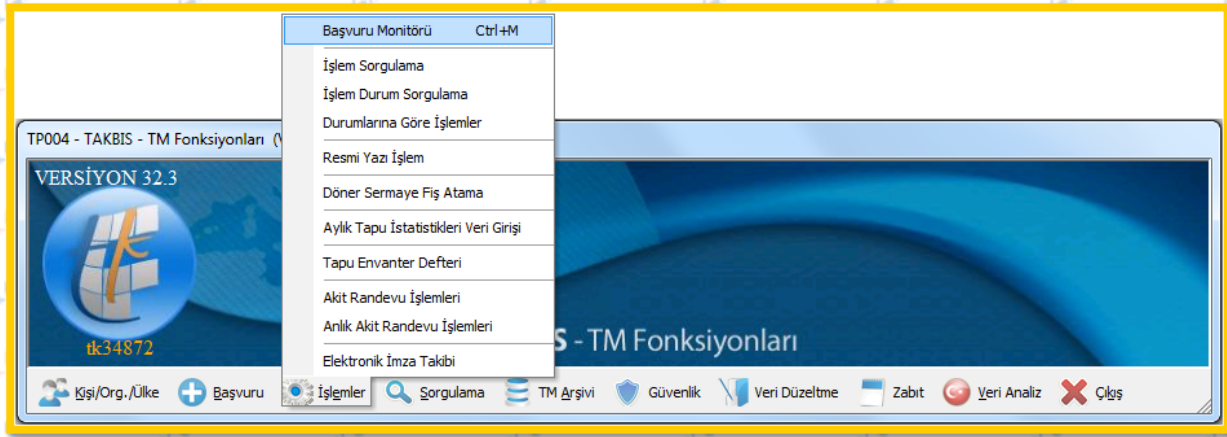 Başvuru Monitörü Ctrl+M
İşlem Sorgulama
İşlem Durum Sorgulama
Durumlarına Göre İşlemler
Resmi Yazı İşlem
Döner Sermaye Fiş Atama
Aylık Tapu İstatistikleri Veri Girişi
Tapu Envanter Defteri
Akit Randevu İşlemleri
Anlık Akit Randevu İşlemleri
Elektronik İmza Takibi
TP004 - TAKBIS - TM Fonksiyonları (V
VERSİYON 32.3
tk34872
S - TM Fonksiyonları
Kişi/Org./Ülke Başvuru İşlemler Sorgulama TM Arşivi Güvenlik Veri Düzeltme Zabıt Veri Analiz Çıkış